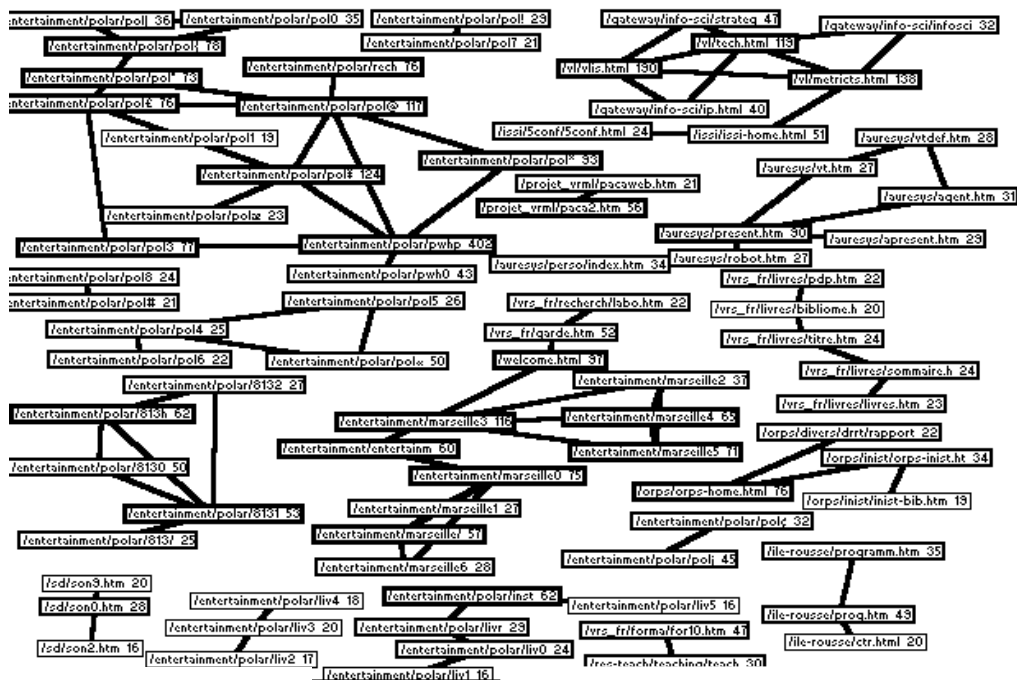 /entertainment/polar/pol| 36
/entertainment/polar/pol0 35
/entertainment/polar/pol! 29
/gateway/info-sci/strateg 47
/gateway/info-sci/infosci 32
/entertainment/polar/pol} 78
/entertainment/polar/pol7 21
/vl/tech.html 119
/entertainment/polar/pol" 73
/entertainment/polar/rech 76
/vl/vlis.html 190
/vl/metricts.html 138
/entertainment/polar/pol£ 76
/entertainment/polar/pol@ 117
/gateway/info-sci/ip.html 40
/entertainment/polar/pol1 19
/issi/5conf/5conf.html 24
/issi/issi-home.html 51
/auresys/vtdef.htm 28
/entertainment/polar/pol* 93
/auresys/vt.htm 27
/entertainment/polar/pol‡ 124
/projet_vrml/pacaweb.htm 21
/auresys/agent.htm 31
/entertainment/polar/polæ 23
/projet_vrml/paca2.htm 56
/entertainment/polar/pol3 77
/entertainment/polar/pwhp 402
/auresys/present.htm 90
/auresys/apresent.htm 29
/auresys/robot.htm 27
/entertainment/polar/pol8 24
/entertainment/polar/pwh0 43
/auresys/perso/index.htm 34
/vrs_fr/livres/pdp.htm 22
/entertainment/polar/pol# 21
/entertainment/polar/pol5 26
/vrs_fr/recherch/labo.htm 22
/vrs_fr/livres/bibliome.h 20
/entertainment/polar/pol4 25
/vrs_fr/garde.htm 52
/vrs_fr/livres/titre.htm 24
/entertainment/polar/pol6 22
/entertainment/polar/pol« 50
/welcome.html 97
/vrs_fr/livres/sommaire.h 24
/entertainment/polar/8132 27
/entertainment/marseille2 37
/vrs_fr/livres/livres.htm 23
/entertainment/polar/813h 62
/entertainment/marseille3 116
/entertainment/marseille4 65
/orps/divers/drrt/rapport 22
/entertainment/entertainm 60
/entertainment/marseille5 71
/orps/inist/orps-inist.ht 34
/entertainment/polar/8130 50
/entertainment/marseille0 75
/orps/orps-home.html 76
/orps/inist/inist-bib.htm 19
/entertainment/polar/8131 53
/entertainment/marseille1 27
/entertainment/polar/pol¿ 32
/entertainment/polar/813/ 25
/entertainment/marseille/ 57
/entertainment/polar/polj 45
/ile-rousse/programm.htm 35
/entertainment/marseille6 28
/sd/son9.htm 20
/sd/son0.htm 28
/entertainment/polar/liv4 18
/entertainment/polar/inst 62
/entertainment/polar/liv5 16
/ile-rousse/prog.htm 49
/entertainment/polar/liv3 20
/entertainment/polar/livr 29
/vrs_fr/forma/for10.htm 47
/ile-rousse/ctr.html 20
/sd/son2.htm 16
/entertainment/polar/liv2 17
/entertainment/polar/liv0 24
/res-teach/teaching/teach 30
/entertainment/polar/liv1 16